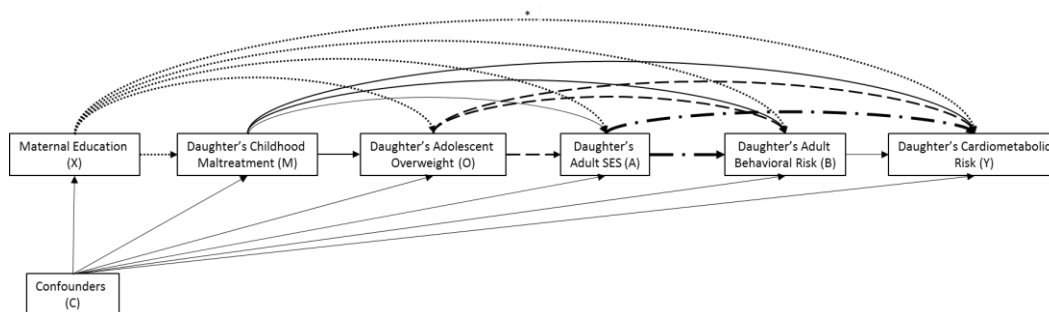 *
Maternal Education
(X)
Daughter's Childhood
Maltreatment (M)
Daughter's Adolescent
Overweight (O)
Daughter's
Adult SES (A)
Daughter's Adult
Behavioral Risk (B)
Daughter's Cardiometabolic
Risk (Y)
Confounders
(C)